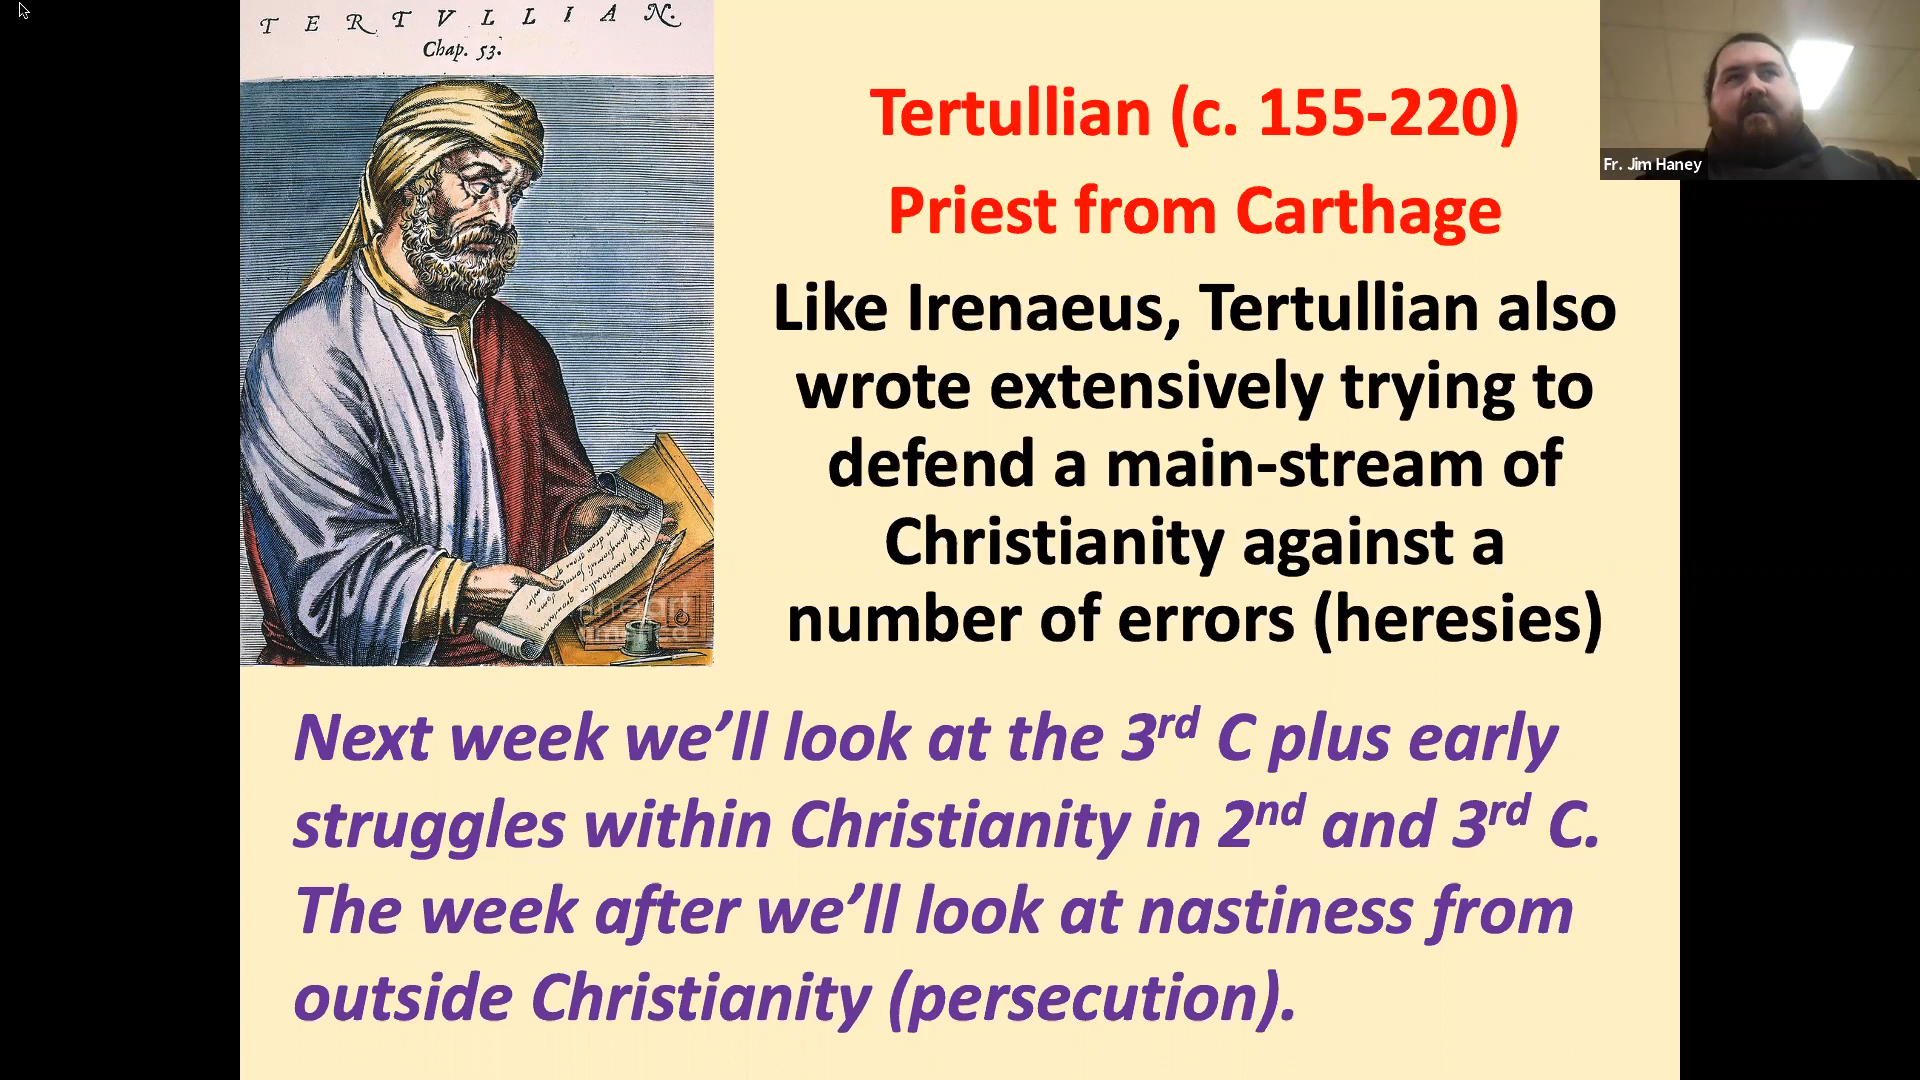 TERTVLLIAN.
Chap. 53.
Tertullian (c. 155-220)
Priest from Carthage
Like Irenaeus, Tertullian also
wrote extensively trying to
defend a main-stream of
Christianity against a
number of errors (heresies)
Next week we’ll look at the 3rd C plus early
struggles within Christianity in 2nd and 3rd C.
The week after we’ll look at nastiness from
outside Christianity (persecution).
Fr. Jim Haney